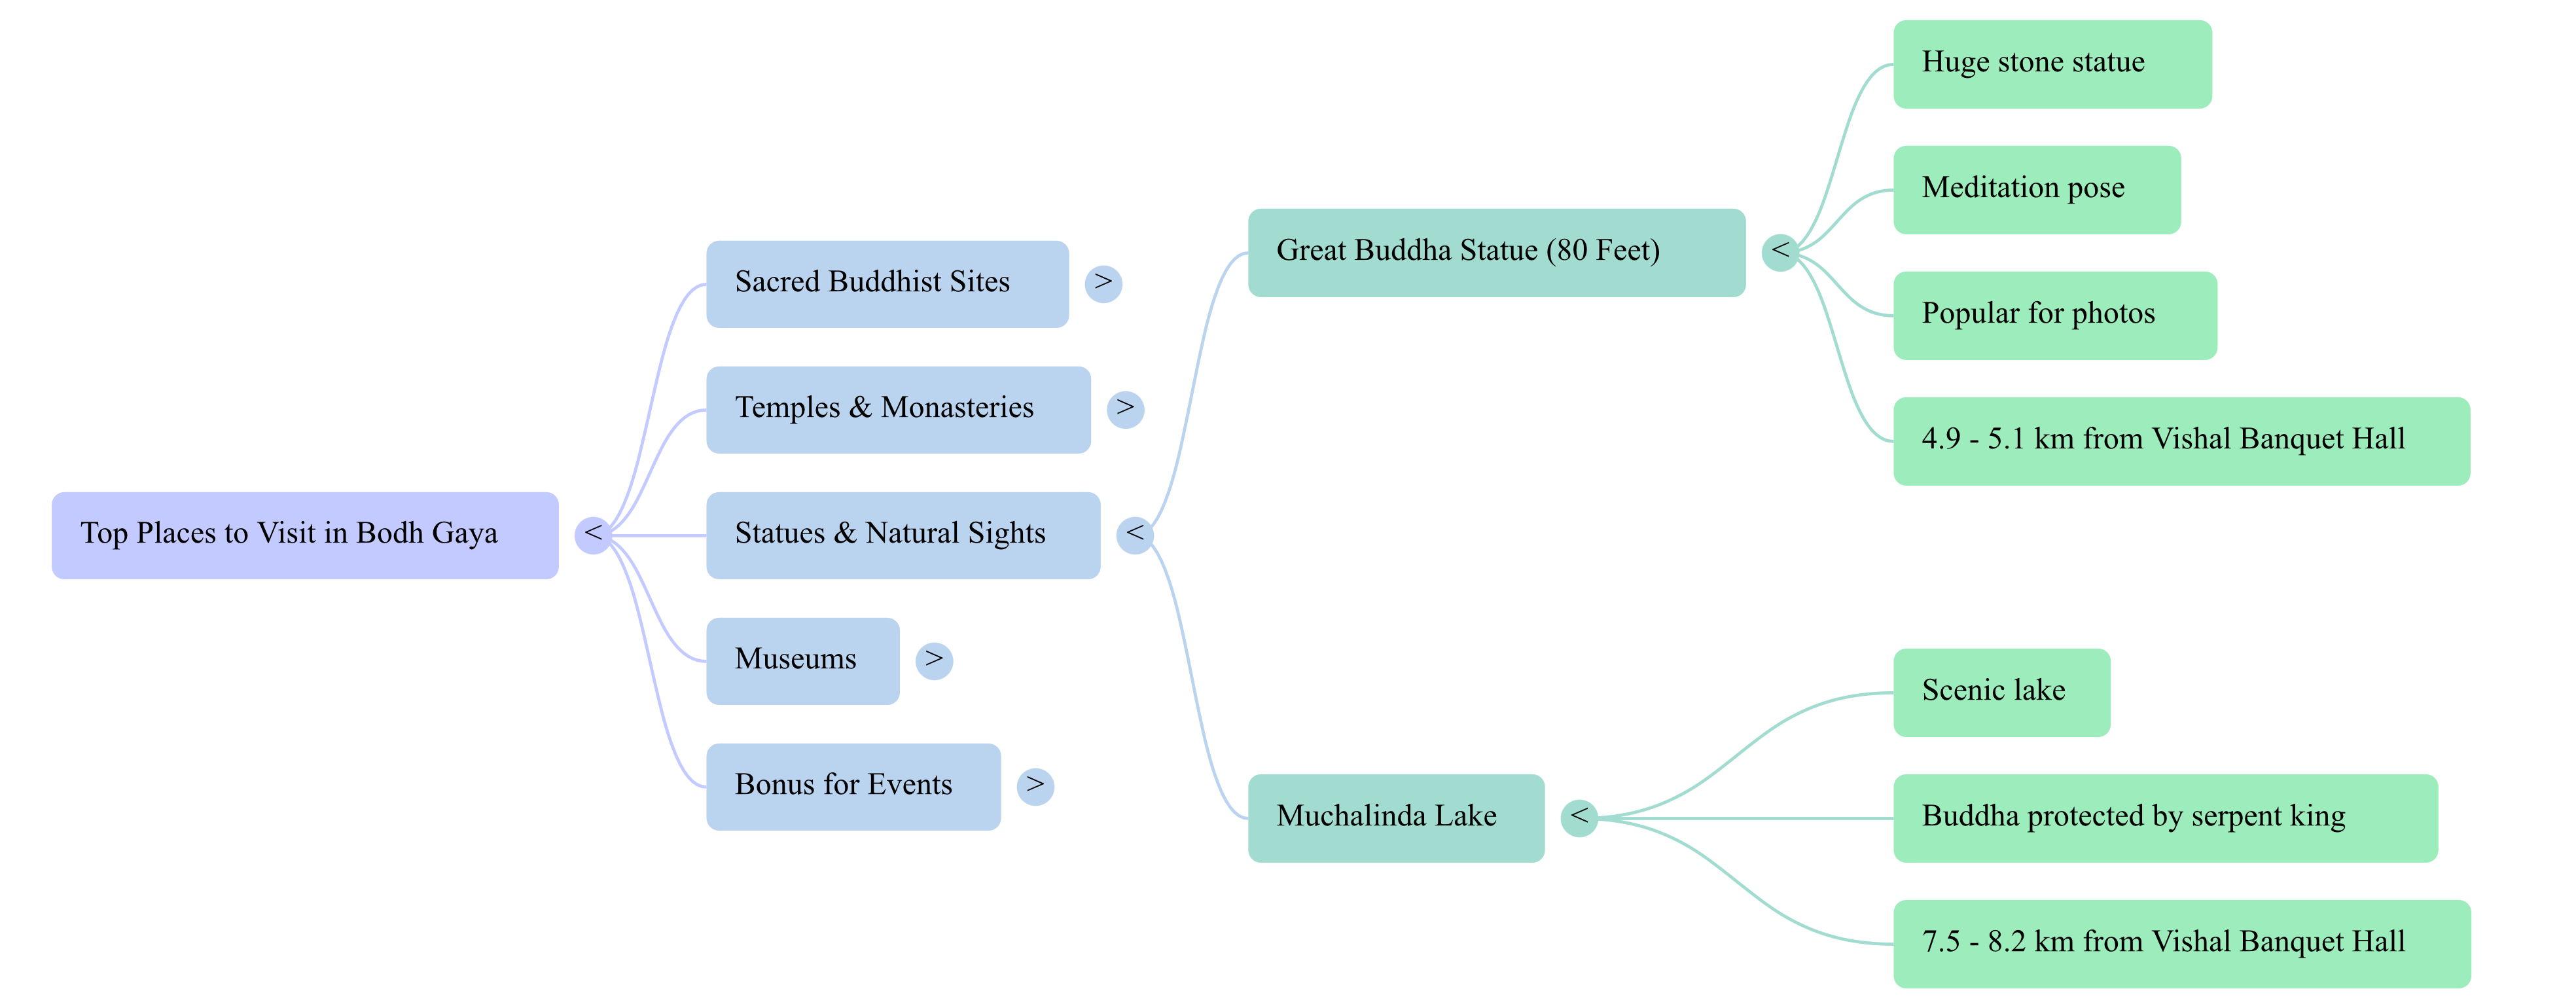 Top Places to Visit in Bodh Gaya
<
Sacred Buddhist Sites
>
Temples & Monasteries
>
Statues & Natural Sights
<
Museums
>
Bonus for Events
>
Great Buddha Statue (80 Feet)
<
Huge stone statue
Meditation pose
Popular for photos
4.9 - 5.1 km from Vishal Banquet Hall
Muchalinda Lake
<
Scenic lake
Buddha protected by serpent king
7.5 - 8.2 km from Vishal Banquet Hall